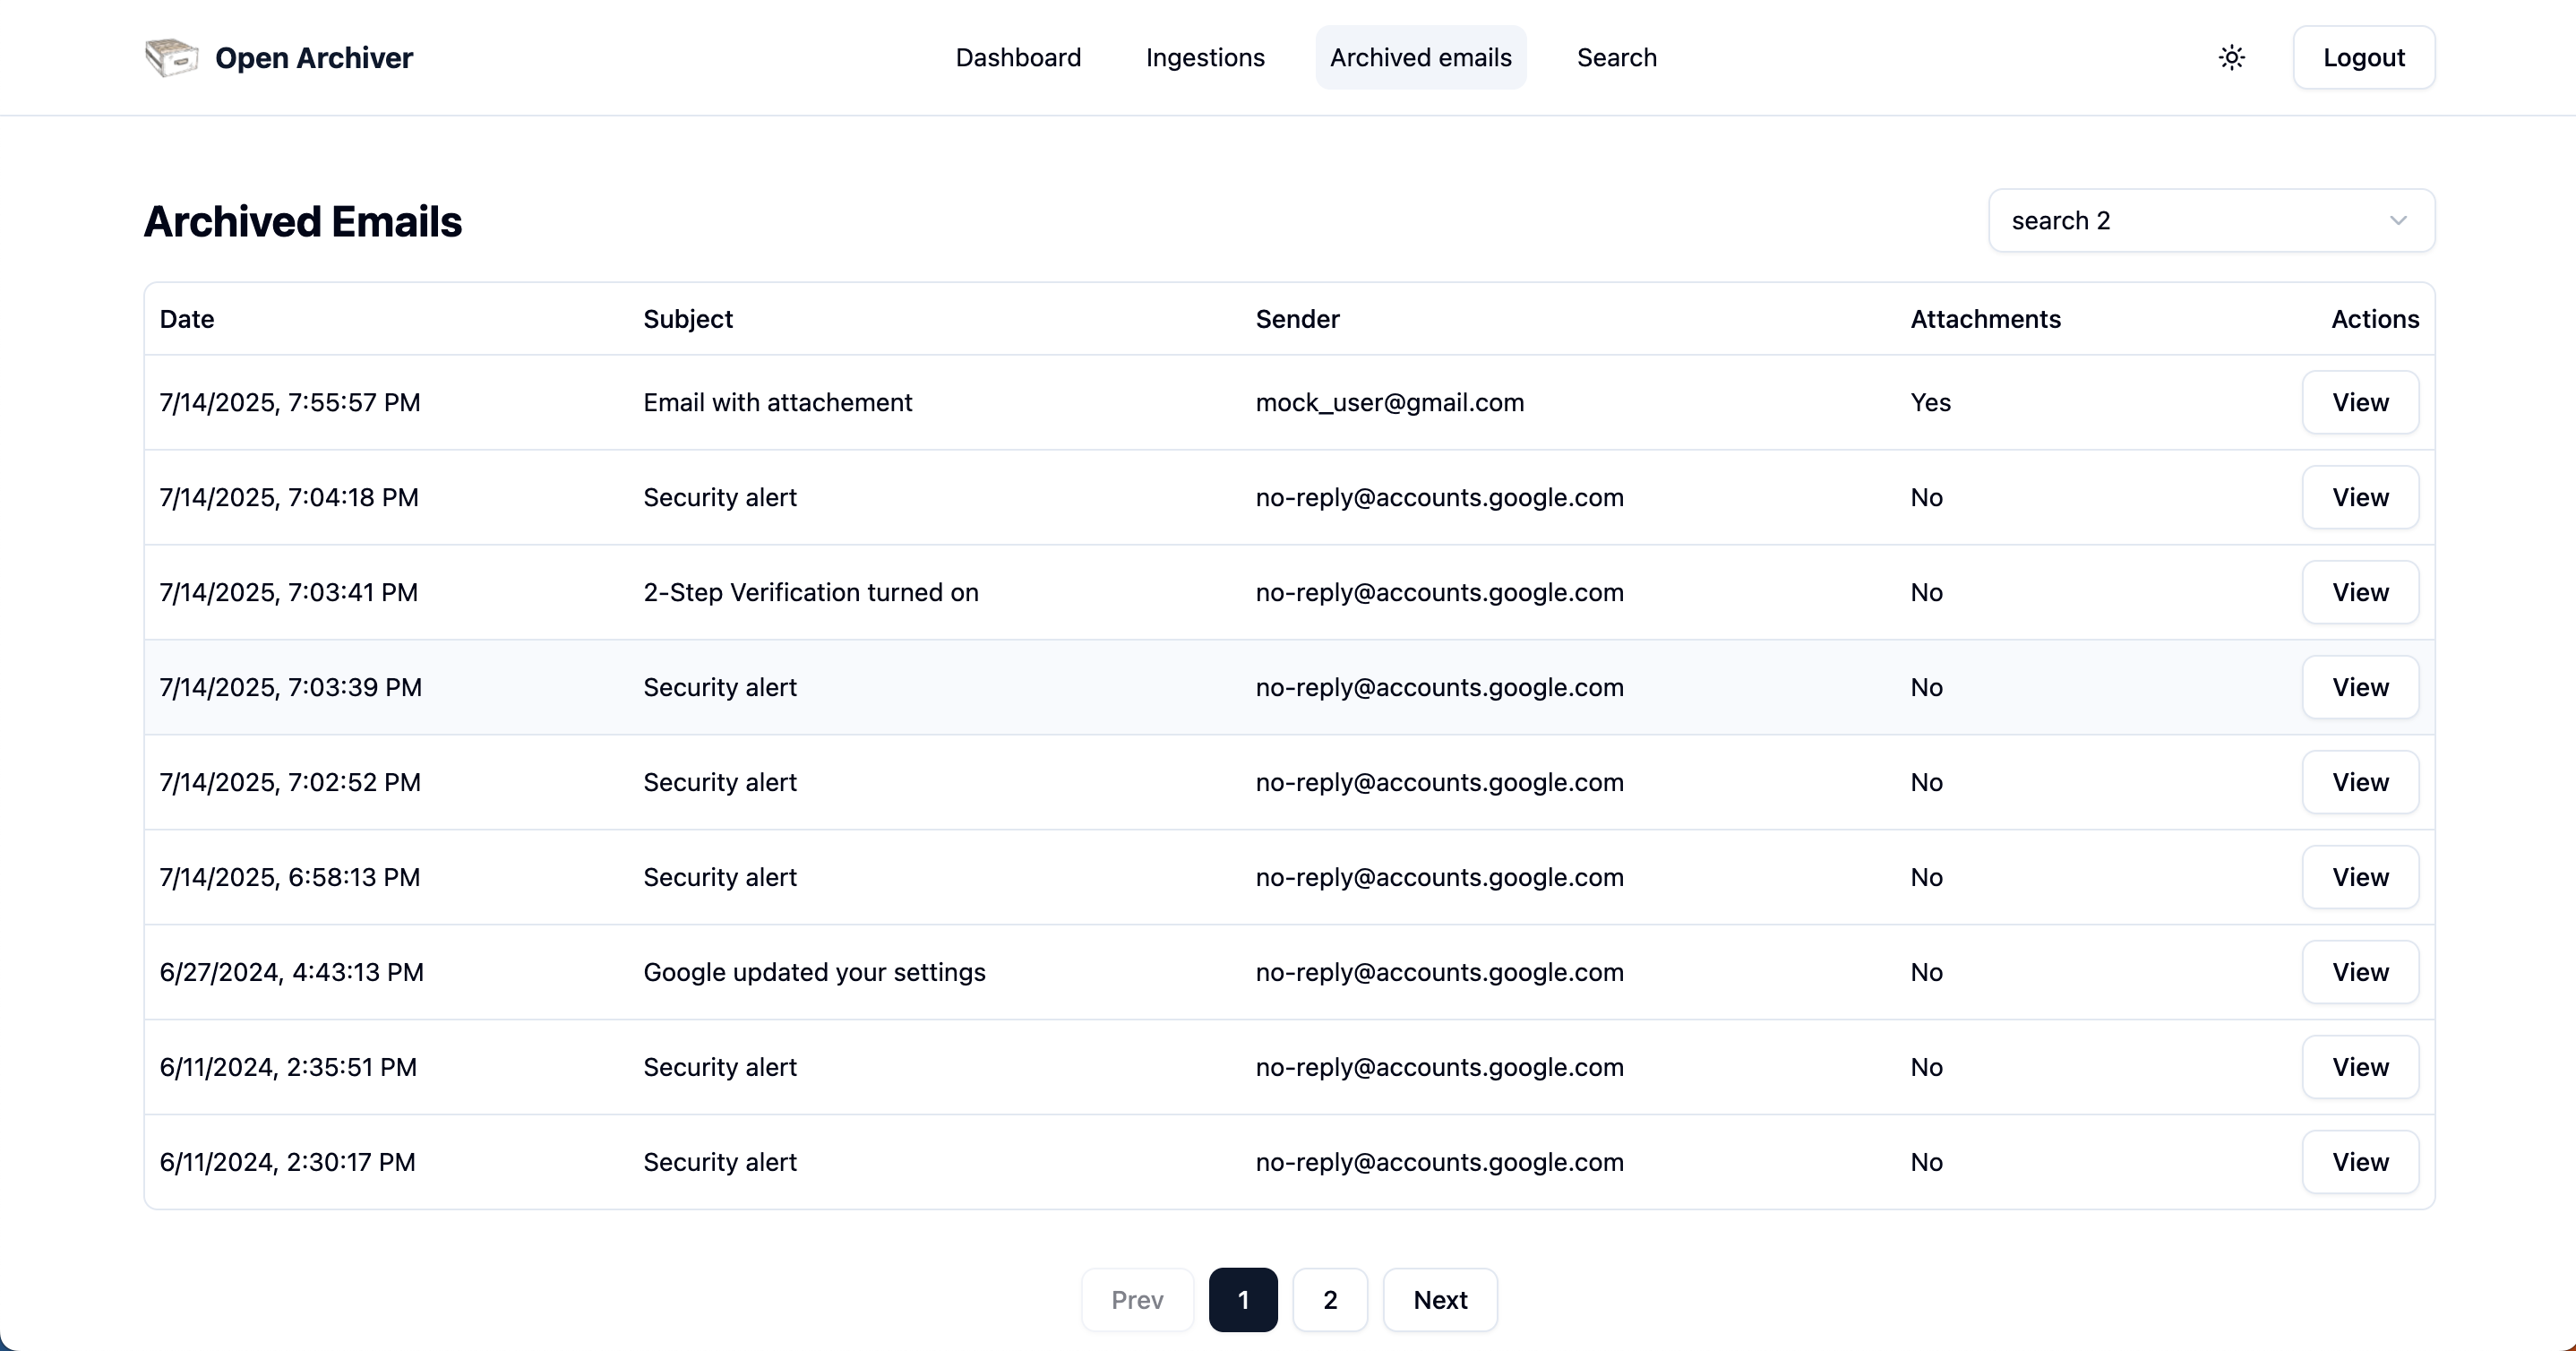 Open Archiver
Dashboard Ingestions Archived emails Search
Logout
Archived Emails
search 2
Date Subject Sender Attachments Actions
7/14/2025, 7:55:57 PM Email with attachement mock_user@gmail.com Yes View
7/14/2025, 7:04:18 PM Security alert no-reply@accounts.google.com No View
7/14/2025, 7:03:41 PM 2-Step Verification turned on no-reply@accounts.google.com No View
7/14/2025, 7:03:39 PM Security alert no-reply@accounts.google.com No View
7/14/2025, 7:02:52 PM Security alert no-reply@accounts.google.com No View
7/14/2025, 6:58:13 PM Security alert no-reply@accounts.google.com No View
6/27/2024, 4:43:13 PM Google updated your settings no-reply@accounts.google.com No View
6/11/2024, 2:35:51 PM Security alert no-reply@accounts.google.com No View
6/11/2024, 2:30:17 PM Security alert no-reply@accounts.google.com No View
Prev 1 2 Next